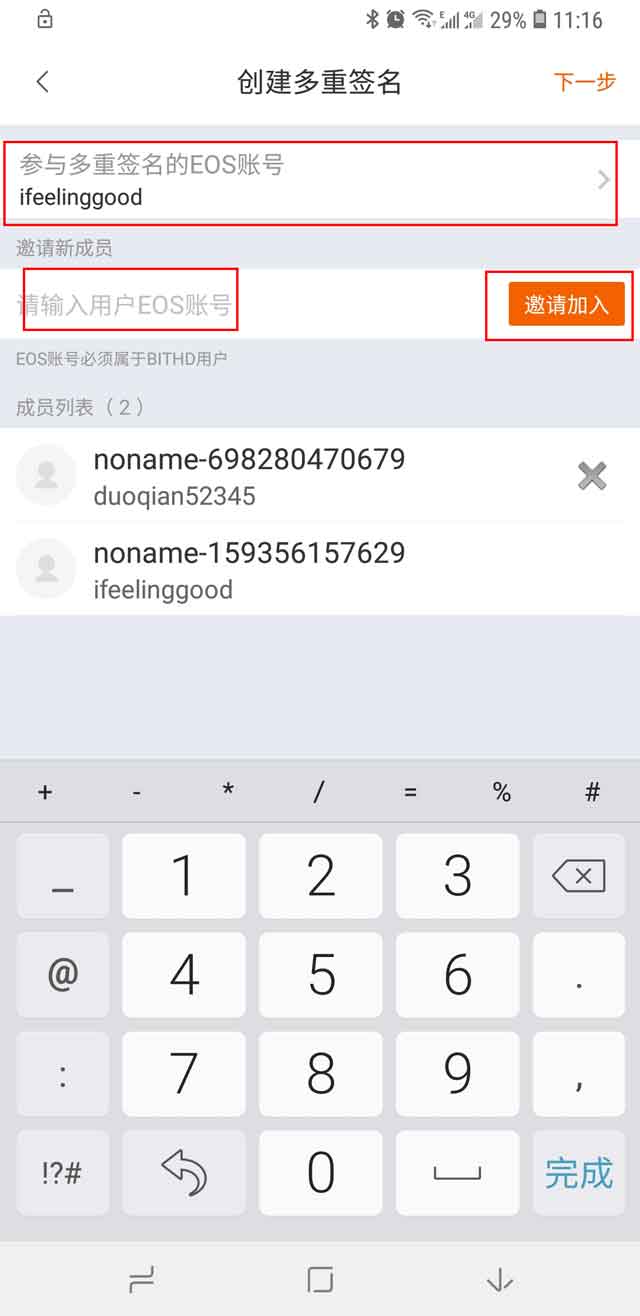 E 4G 29% 11:16
创建多重签名 下一步
参与多重签名的EOS账号
ifeelinggood
邀请新成员
请输入用户EOS账号 邀请加入
EOS账号必须属于BITHD用户
成员列表（2）
noname-698280470679
duoqian52345
noname-159356157629
ifeelinggood
+ - * / = % #
_ 1 2 3
@ 4 5 6 .
: 7 8 9 ,
!?# 0 完成